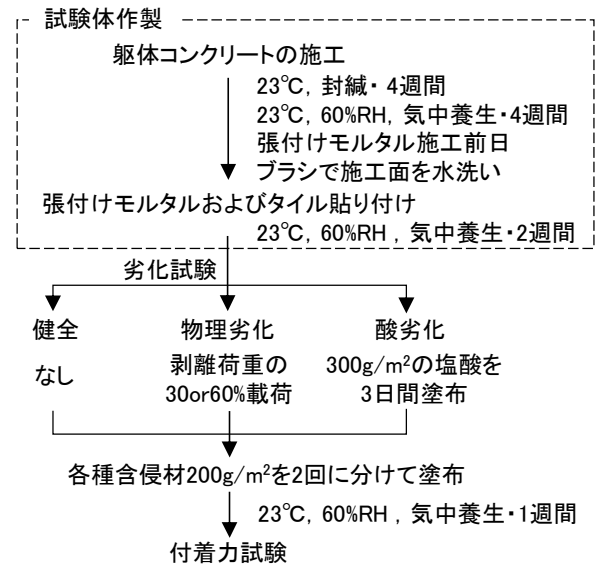 試験体作製
躯体コンクリートの施工
23℃, 封緘・ 4週間
23℃, 60%RH, 気中養生・4週間
張付けモルタル施工前日
ブラシで施工面を水洗い
張付けモルタルおよびタイル貼り付け
23℃, 60%RH , 気中養生・2週間
劣化試験
健全
なし
物理劣化
剥離荷重の
30or60%載荷
酸劣化
300g/m²の塩酸を
3日間塗布
各種含侵材200g/m²を2回に分けて塗布
23℃, 60%RH , 気中養生・1週間
付着力試験